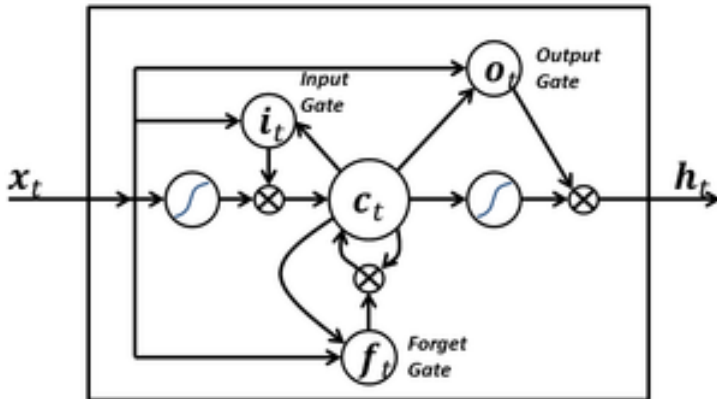 Output
Gate
o_t
Input
Gate
i_t
x_t
c_t
h_t
Forget
Gate
f_t